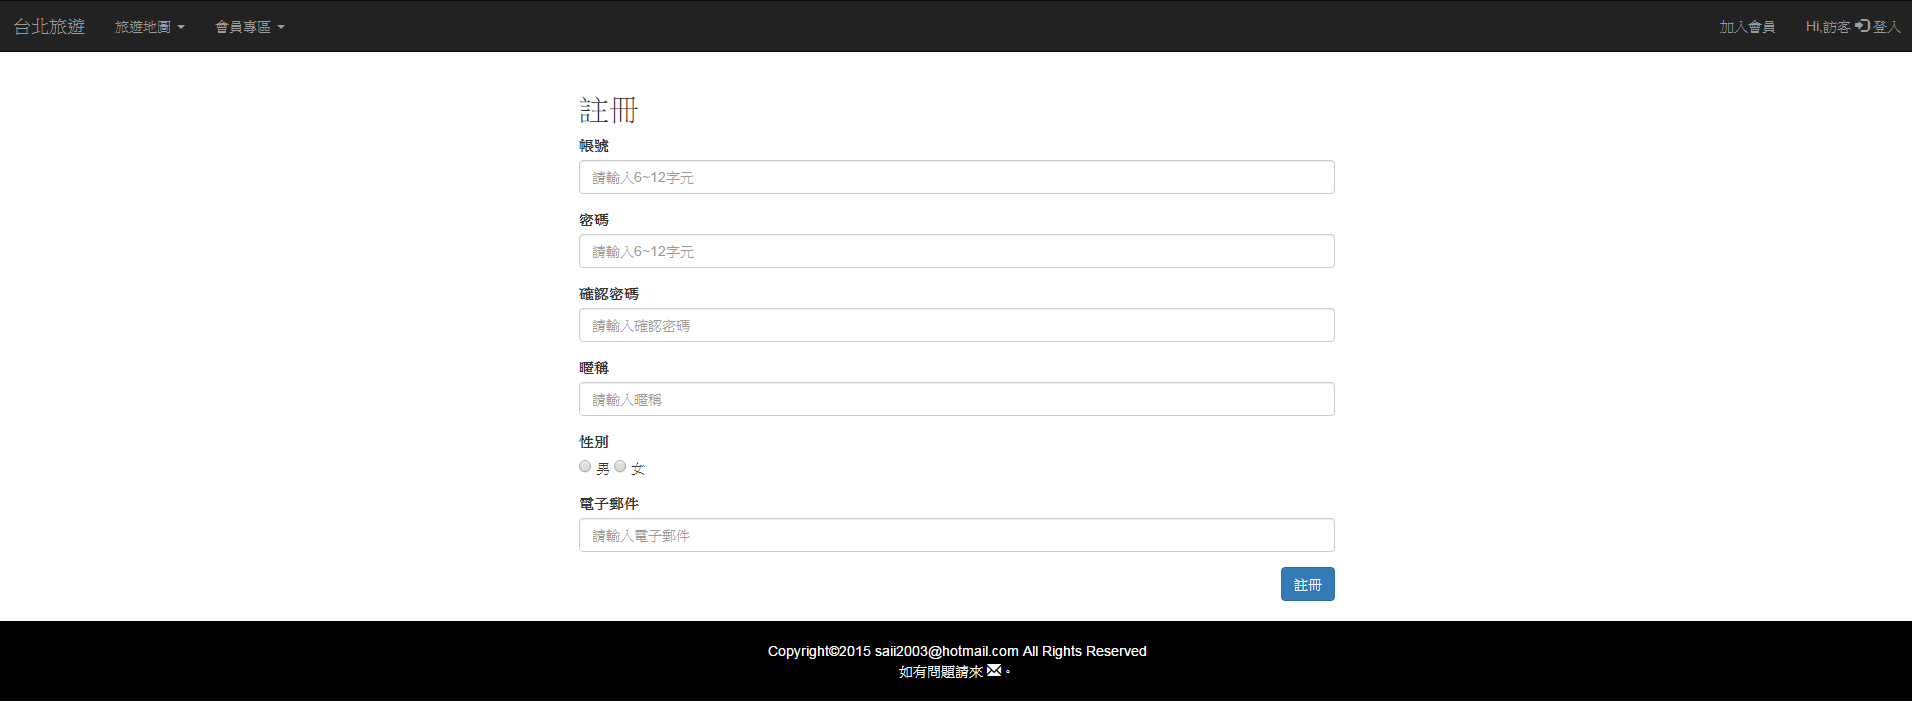 台北旅遊 旅遊地圖 會員專區 加入會員 Hi,訪客 登入
註冊
帳號
請輸入6~12字元
密碼
請輸入6~12字元
確認密碼
請輸入確認密碼
暱稱
請輸入暱稱
性別
男 女
電子郵件
請輸入電子郵件
註冊
Copyright©2015 saii2003@hotmail.com All Rights Reserved
如有問題請來 。